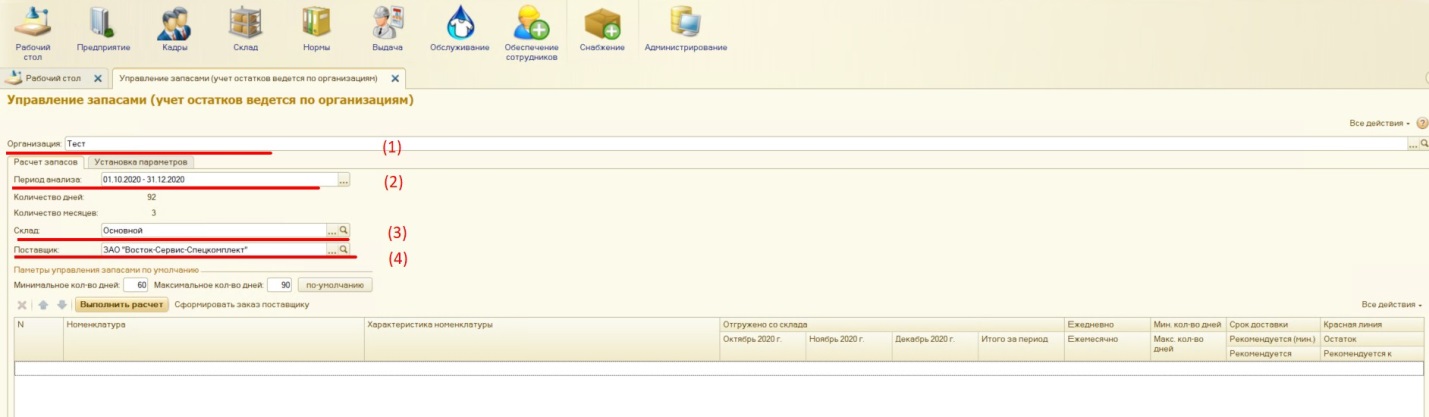 Рабочий стол
Предприятие
Кадры
Склад
Нормы
Выдача
Обслуживание
Обеспечение сотрудников
Снабжение
Администрирование
Рабочий стол
Управление запасами (учет остатков ведется по организациям)
Управление запасами (учет остатков ведется по организациям)
Все действия
Организация: Тест ...
(1)
Расчет запасов Установка параметров
Период анализа: 01.10.2020 - 31.12.2020 ...
(2)
Количество дней: 92
Количество месяцев: 3
Склад: Основной ...
(3)
Поставщик: ЗАО "Восток-Сервис-Спецкомплект" ...
(4)
Паметры управления запасами по умолчанию
Минимальное кол-во дней: 60 Максимальное кол-во дней: 90 по-умолчанию
Выполнить расчет Сформировать заказ поставщику Все действия
N Номенклатура Характеристика номенклатуры Отгружено со склада Ежедневно Мин. кол-во дней Срок доставки Красная линия
Октябрь 2020 г. Ноябрь 2020 г. Декабрь 2020 г. Итого за период Ежемесячно Макс. кол-во дней Рекомендуется (мин.) Остаток
Рекомендуется Рекомендуется к